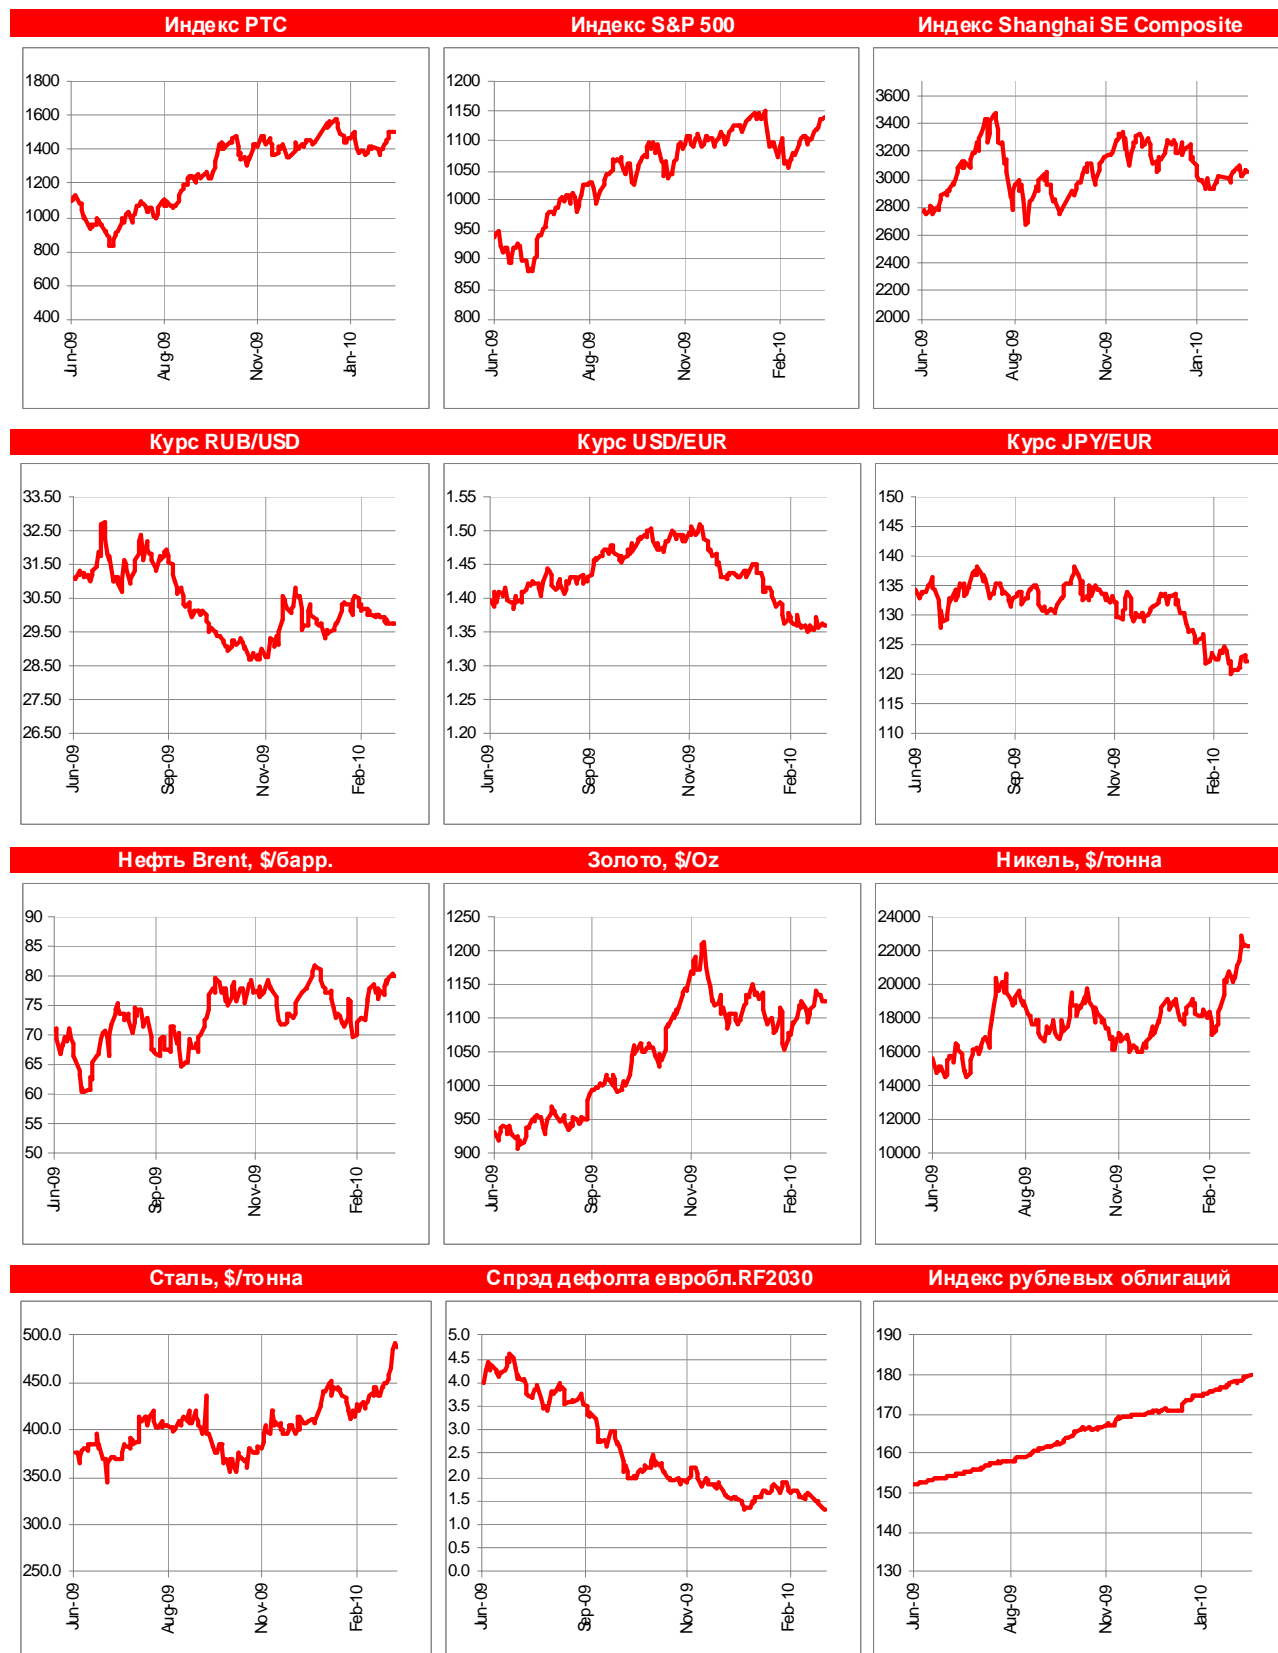 Индекс РТС
1800
1600
1400
1200
1000
800
600
400
Jun-09
Aug-09
Nov-09
Jan-10
Индекс S&P 500
1200
1150
1100
1050
1000
950
900
850
800
Jun-09
Aug-09
Nov-09
Feb-10
Индекс Shanghai SE Composite
3600
3400
3200
3000
2800
2600
2400
2200
2000
Jun-09
Aug-09
Nov-09
Jan-10
Курс RUB/USD
33.50
32.50
31.50
30.50
29.50
28.50
27.50
26.50
Jun-09
Sep-09
Nov-09
Feb-10
Курс USD/EUR
1.55
1.50
1.45
1.40
1.35
1.30
1.25
1.20
Jun-09
Sep-09
Nov-09
Feb-10
Курс JPY/EUR
150
145
140
135
130
125
120
115
110
Jun-09
Sep-09
Nov-09
Feb-10
Нефть Brent, $/барр.
90
85
80
75
70
65
60
55
50
Jun-09
Sep-09
Nov-09
Feb-10
Золото, $/Oz
1250
1200
1150
1100
1050
1000
950
900
Jun-09
Sep-09
Nov-09
Feb-10
Никель, $/тонна
24000
22000
20000
18000
16000
14000
12000
10000
Jun-09
Aug-09
Nov-09
Feb-10
Сталь, $/тонна
500.0
450.0
400.0
350.0
300.0
250.0
Jun-09
Aug-09
Nov-09
Feb-10
Спрэд дефолта евробл.RF2030
5.0
4.5
4.0
3.5
3.0
2.5
2.0
1.5
1.0
0.5
0.0
Jun-09
Sep-09
Nov-09
Feb-10
Индекс рублевых облигаций
190
180
170
160
150
140
130
Jun-09
Aug-09
Nov-09
Jan-10